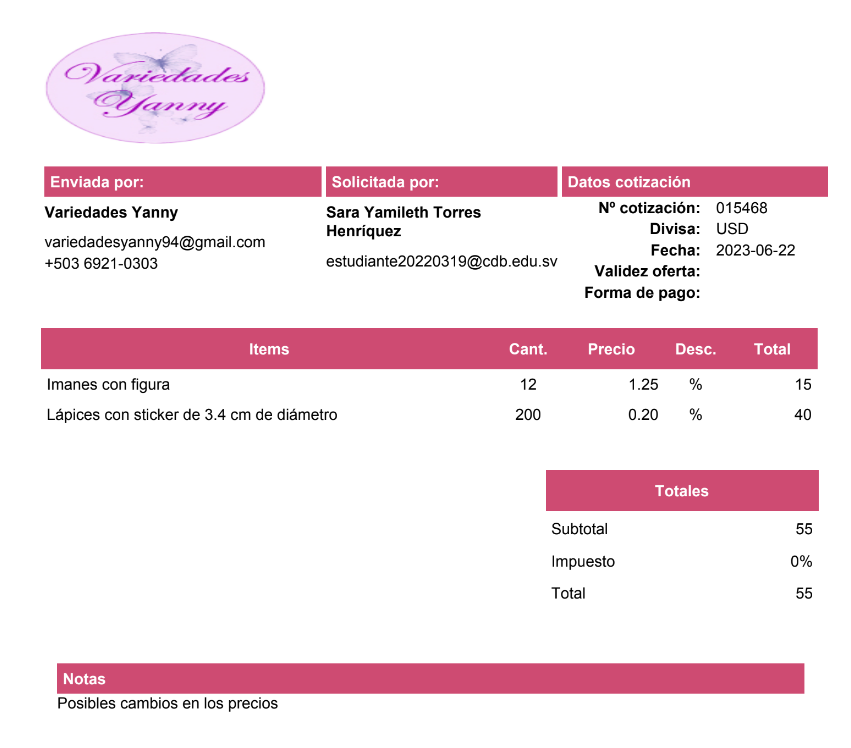 Variedades
Yanny
Enviada por:
Variedades Yanny
variedadesyanny94@gmail.com
+503 6921-0303
Solicitada por:
Sara Yamileth Torres
Henríquez
estudiante20220319@cdb.edu.sv
Datos cotización
Nº cotización: 015468
Divisa: USD
Fecha: 2023-06-22
Validez oferta:
Forma de pago:
Items Cant. Precio Desc. Total
Imanes con figura 12 1.25 % 15
Lápices con sticker de 3.4 cm de diámetro 200 0.20 % 40
Totales
Subtotal 55
Impuesto 0%
Total 55
Notas
Posibles cambios en los precios